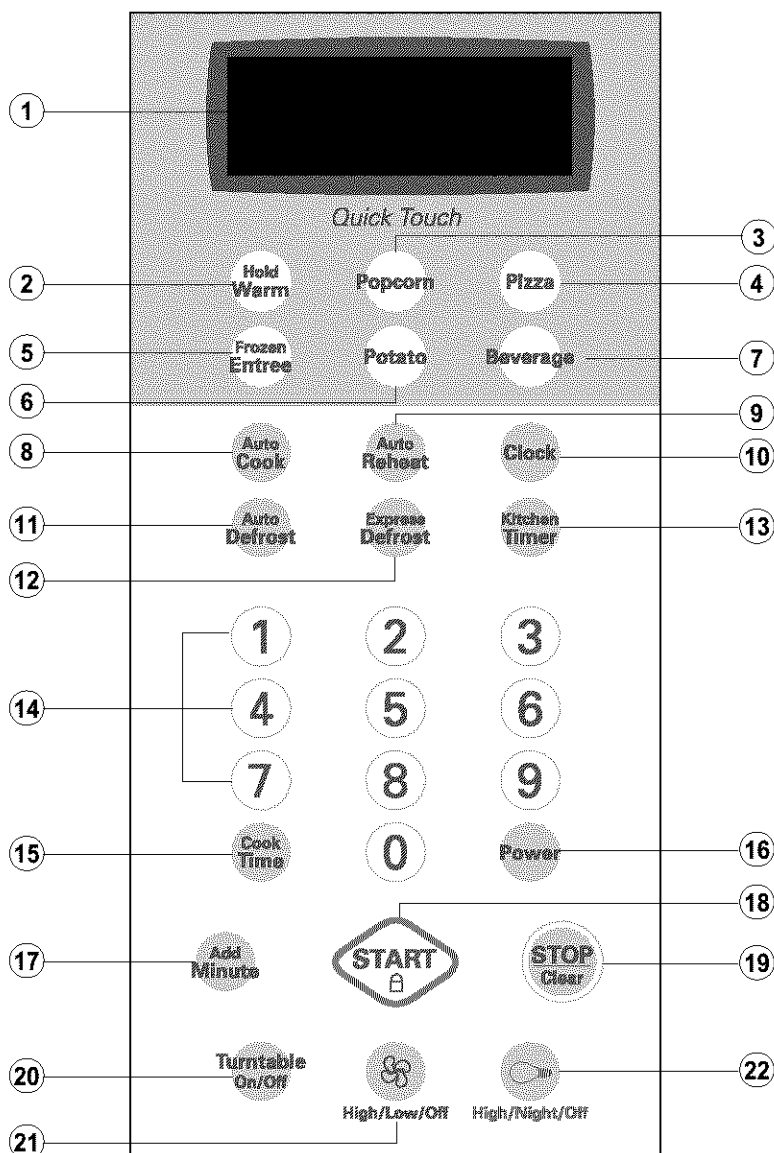 1
Quick Touch
3
2
Hold
Warm
Popcorn
Pizza
4
5
Frozen
Entree
Potato
Beverage
7
6
9
8
Auto
Cook
Auto
Reheat
Clock
10
11
Auto
Defrost
Express
Defrost
Kitchen
Timer
13
12
1 2 3
14
4 5 6
7 8 9
15
Cook
Time
0
Power
16
18
17
Add
Minute
START
STOP
Clear
19
20
Turntable
On/Off
22
High/Low/Off
High/Night/Off
21